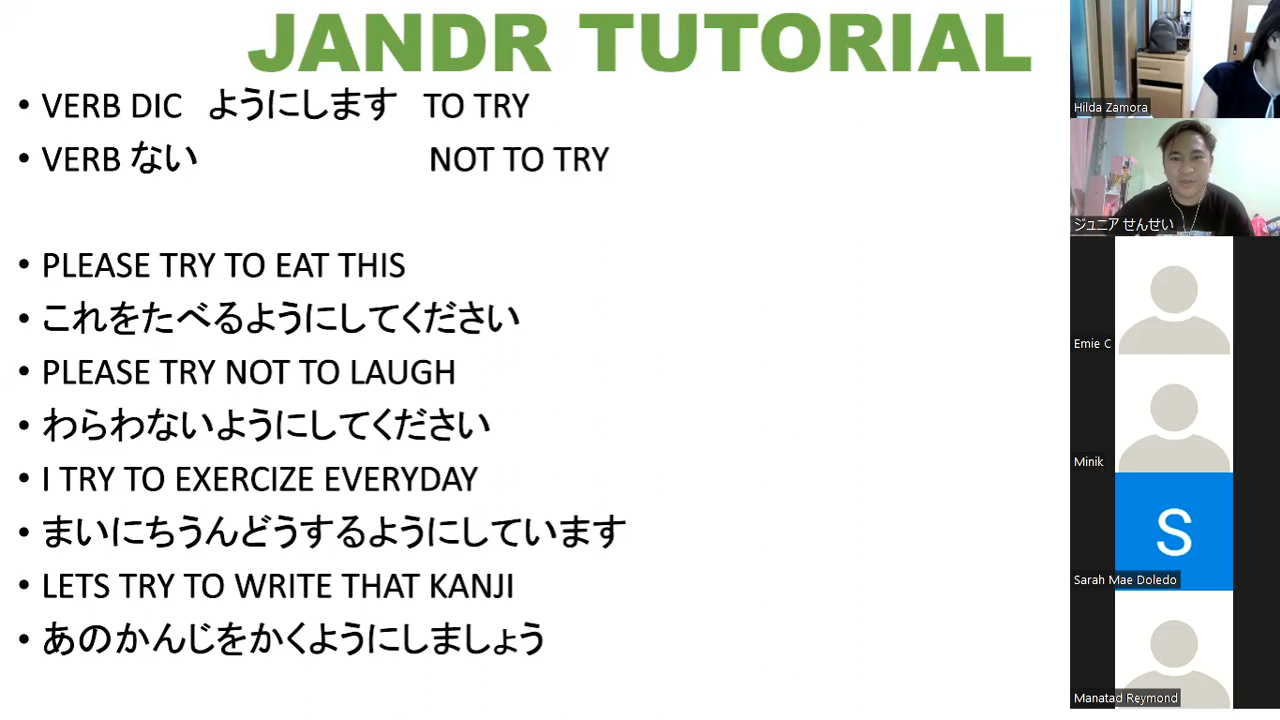 JANDR TUTORIAL
• VERB DIC ようにします TO TRY
• VERB ない NOT TO TRY
• PLEASE TRY TO EAT THIS
• これをたべるようにしてください
• PLEASE TRY NOT TO LAUGH
• わらわないようにしてください
• I TRY TO EXERCIZE EVERYDAY
• まいにちうんどうするようにしています
• LETS TRY TO WRITE THAT KANJI
• あのかんじをかくようにしましょう
Hilda Zamora
ジュニア せんせい
Emie C
Minik
S
Sarah Mae Doledo
Manatad Reymond